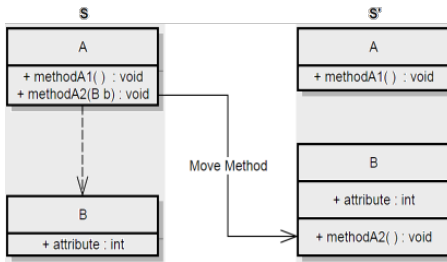 S
S'
A
+ methodA1( ) : void
+ methodA2(B b) : void
A
+ methodA1( ) : void
Move Method
B
+ attribute : int
B
+ attribute : int
+ methodA2( ) : void